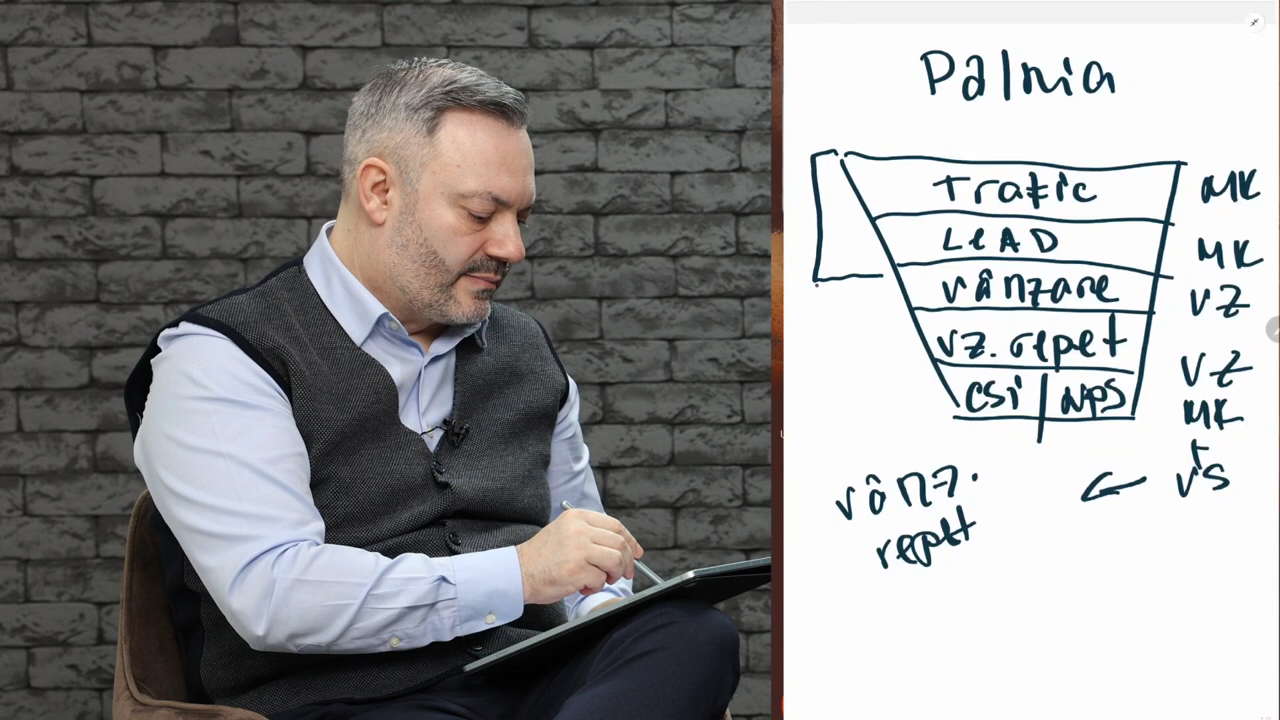 Palnia
Trafic MK
LeAD MK
vânzare vz
vz. repet vz
CSI NPS MK
+
vânz. ← vs
repet